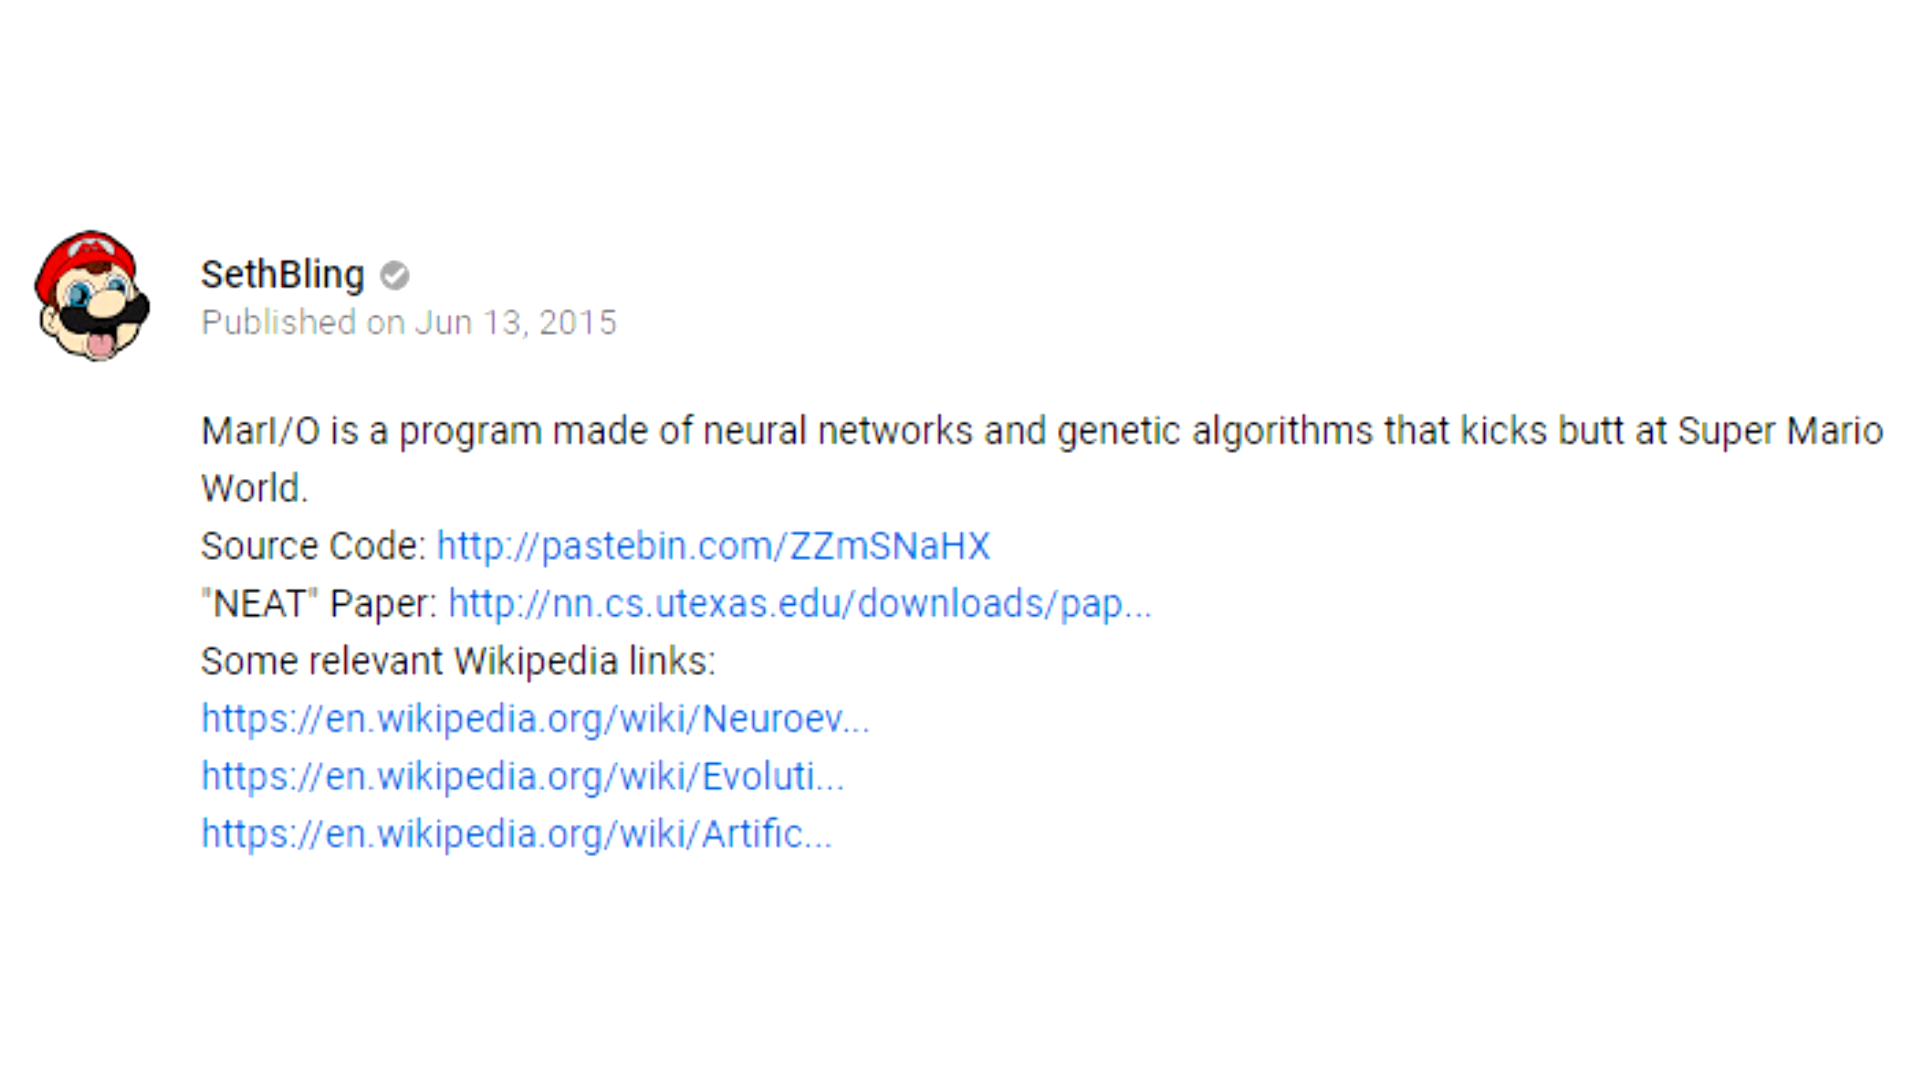 SethBling
Published on Jun 13, 2015
MarI/O is a program made of neural networks and genetic algorithms that kicks butt at Super Mario
World.
Source Code: http://pastebin.com/ZZmSNaHX
"NEAT" Paper: http://nn.cs.utexas.edu/downloads/pap...
Some relevant Wikipedia links:
https://en.wikipedia.org/wiki/Neuroev...
https://en.wikipedia.org/wiki/Evoluti...
https://en.wikipedia.org/wiki/Artific...